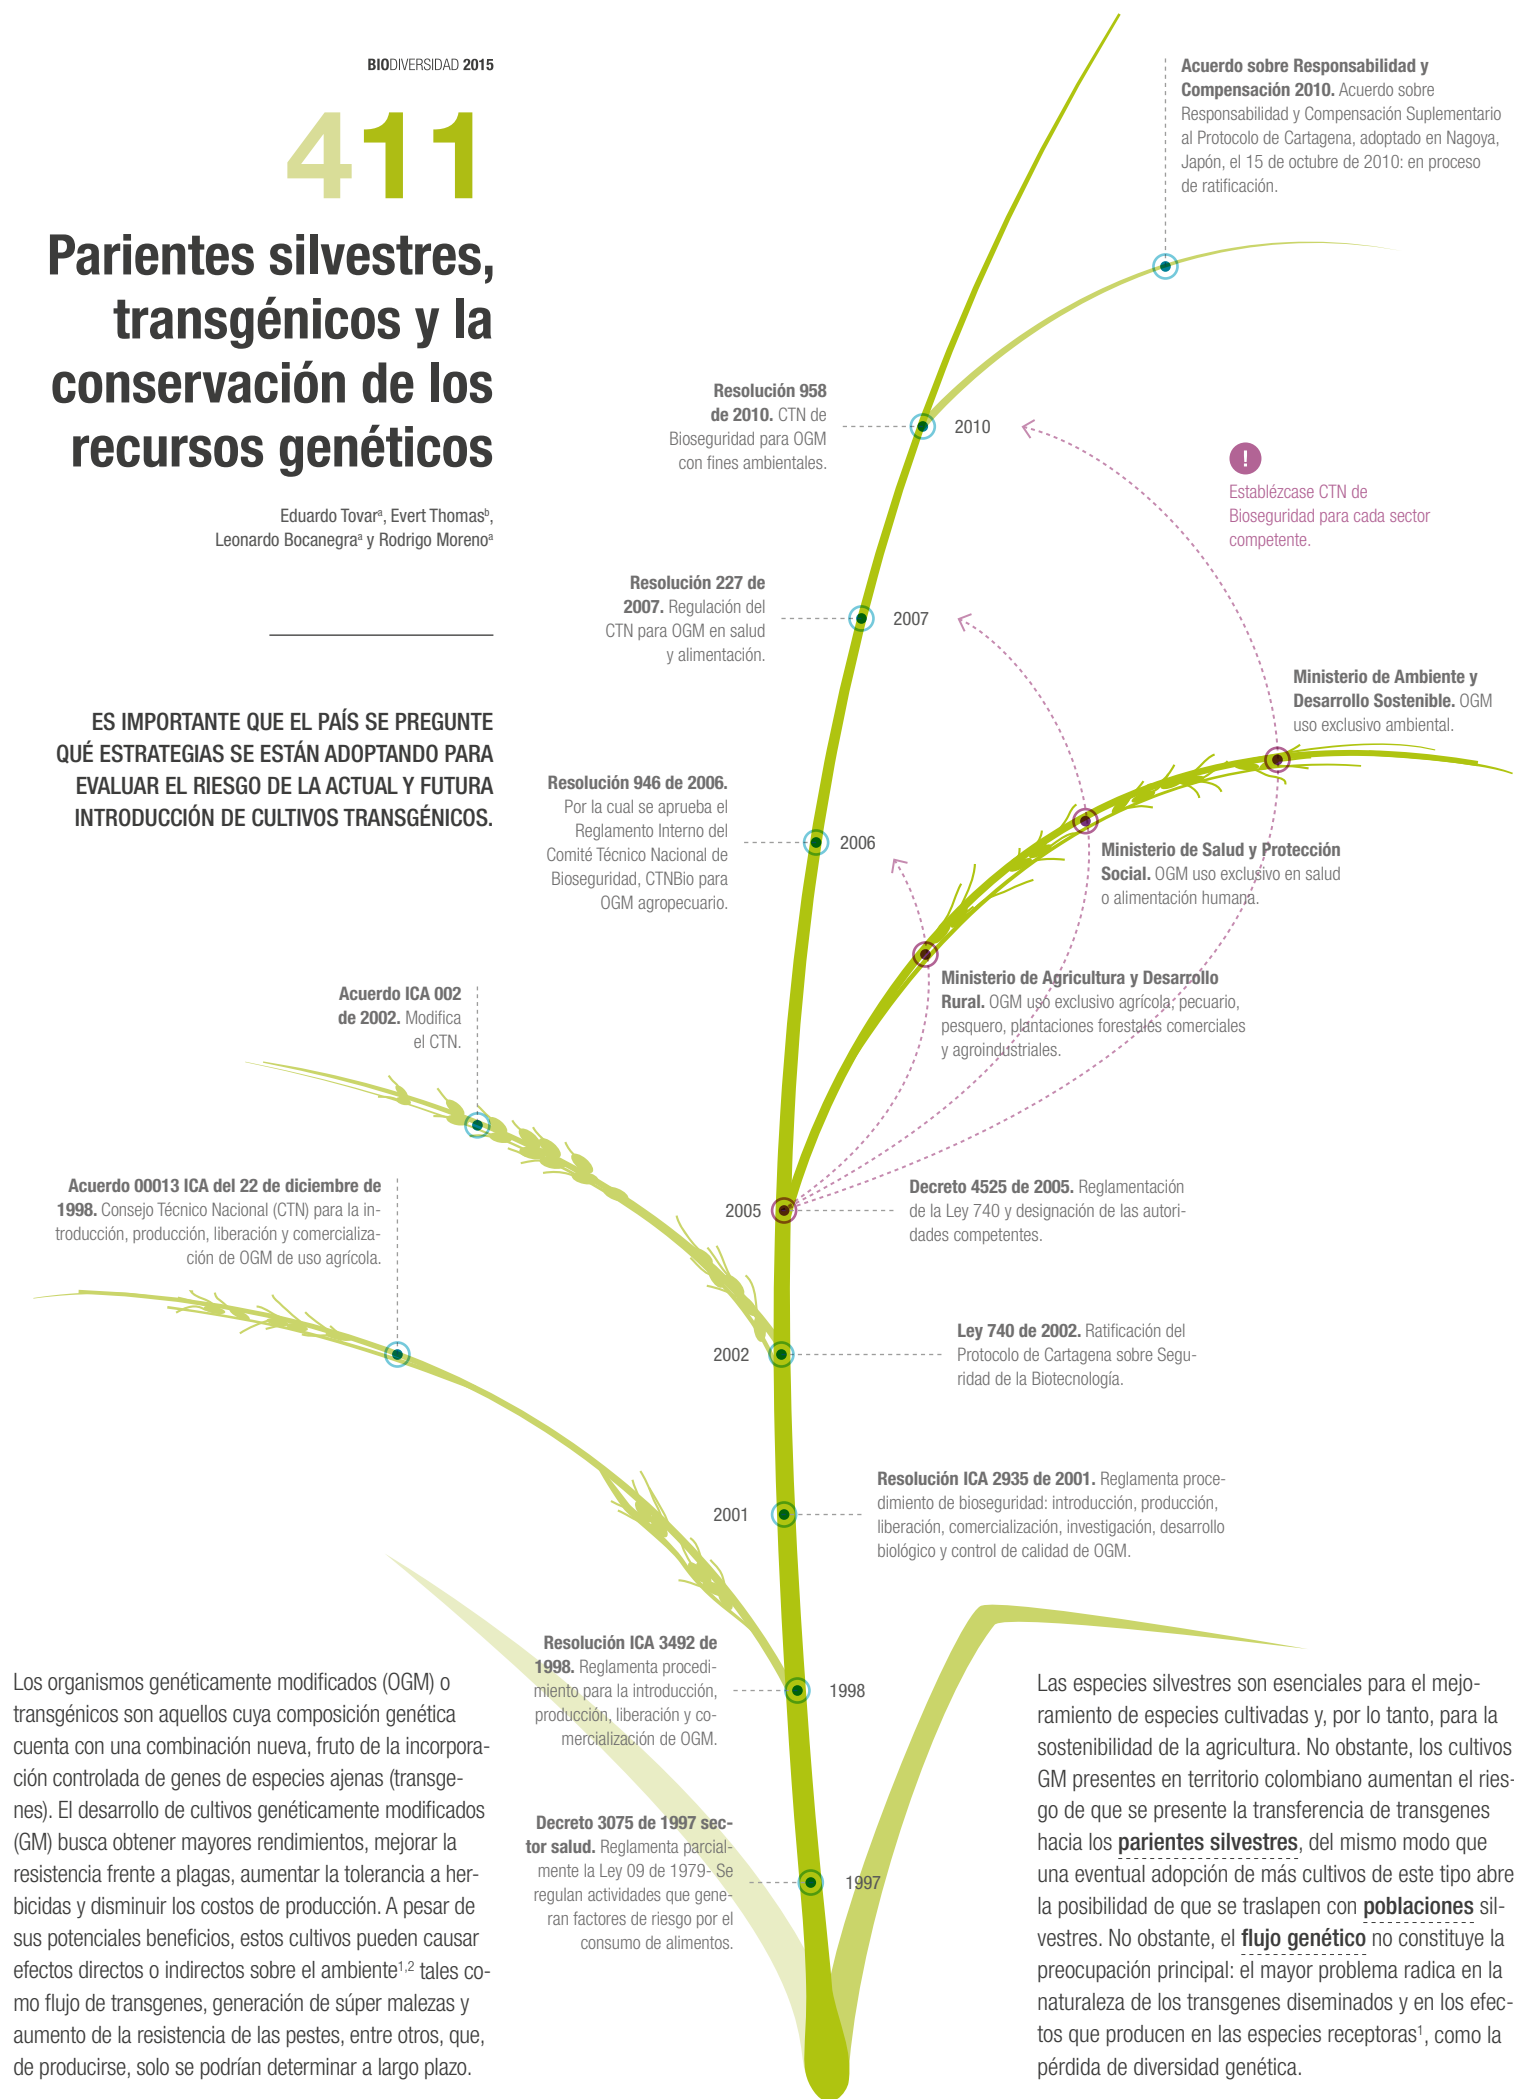 BIODIVERSIDAD 2015
411
Parientes silvestres,
transgénicos y la
conservación de los
recursos genéticos
Eduardo Tovarª, Evert Thomasᵇ,
Leonardo Bocanegraª y Rodrigo Morenoª
ES IMPORTANTE QUE EL PAÍS SE PREGUNTE
QUÉ ESTRATEGIAS SE ESTÁN ADOPTANDO PARA
EVALUAR EL RIESGO DE LA ACTUAL Y FUTURA
INTRODUCCIÓN DE CULTIVOS TRANSGÉNICOS.
Acuerdo sobre Responsabilidad y
Compensación 2010. Acuerdo sobre
Responsabilidad y Compensación Suplementario
al Protocolo de Cartagena, adoptado en Nagoya,
Japón, el 15 de octubre de 2010: en proceso
de ratificación.
Resolución 958
de 2010. CTN de
Bioseguridad para OGM
con fines ambientales.
2010
!
Establézcase CTN de
Bioseguridad para cada sector
competente.
Resolución 227 de
2007. Regulación del
CTN para OGM en salud
y alimentación.
2007
Ministerio de Ambiente y
Desarrollo Sostenible. OGM
uso exclusivo ambiental.
Resolución 946 de 2006.
Por la cual se aprueba el
Reglamento Interno del
Comité Técnico Nacional de
Bioseguridad, CTNBio para
OGM agropecuario.
2006
Ministerio de Salud y Protección
Social. OGM uso exclusivo en salud
o alimentación humana.
Ministerio de Agricultura y Desarrollo
Rural. OGM uso exclusivo agrícola, pecuario,
pesquero, plantaciones forestales comerciales
y agroindustriales.
Acuerdo ICA 002
de 2002. Modifica
el CTN.
Acuerdo 00013 ICA del 22 de diciembre de
1998. Consejo Técnico Nacional (CTN) para la in-
troducción, producción, liberación y comercializa-
ción de OGM de uso agrícola.
2005
Decreto 4525 de 2005. Reglamentación
de la Ley 740 y designación de las autori-
dades competentes.
2002
Ley 740 de 2002. Ratificación del
Protocolo de Cartagena sobre Segu-
ridad de la Biotecnología.
2001
Resolución ICA 2935 de 2001. Reglamenta proce-
dimiento de bioseguridad: introducción, producción,
liberación, comercialización, investigación, desarrollo
biológico y control de calidad de OGM.
Resolución ICA 3492 de
1998. Reglamenta procedi-
miento para la introducción,
producción, liberación y co-
mercialización de OGM.
1998
Decreto 3075 de 1997 sec-
tor salud. Reglamenta parcial-
mente la Ley 09 de 1979- Se
regulan actividades que gene-
ran factores de riesgo por el
consumo de alimentos.
1997
Los organismos genéticamente modificados (OGM) o
transgénicos son aquellos cuya composición genética
cuenta con una combinación nueva, fruto de la incorpora-
ción controlada de genes de especies ajenas (transge-
nes). El desarrollo de cultivos genéticamente modificados
(GM) busca obtener mayores rendimientos, mejorar la
resistencia frente a plagas, aumentar la tolerancia a her-
bicidas y disminuir los costos de producción. A pesar de
sus potenciales beneficios, estos cultivos pueden causar
efectos directos o indirectos sobre el ambiente¹,² tales co-
mo flujo de transgenes, generación de súper malezas y
aumento de la resistencia de las pestes, entre otros, que,
de producirse, solo se podrían determinar a largo plazo.
Las especies silvestres son esenciales para el mejo-
ramiento de especies cultivadas y, por lo tanto, para la
sostenibilidad de la agricultura. No obstante, los cultivos
GM presentes en territorio colombiano aumentan el ries-
go de que se presente la transferencia de transgenes
hacia los parientes silvestres, del mismo modo que
una eventual adopción de más cultivos de este tipo abre
la posibilidad de que se traslapen con poblaciones sil-
vestres. No obstante, el flujo genético no constituye la
preocupación principal: el mayor problema radica en la
naturaleza de los transgenes diseminados y en los efec-
tos que producen en las especies receptoras¹, como la
pérdida de diversidad genética.